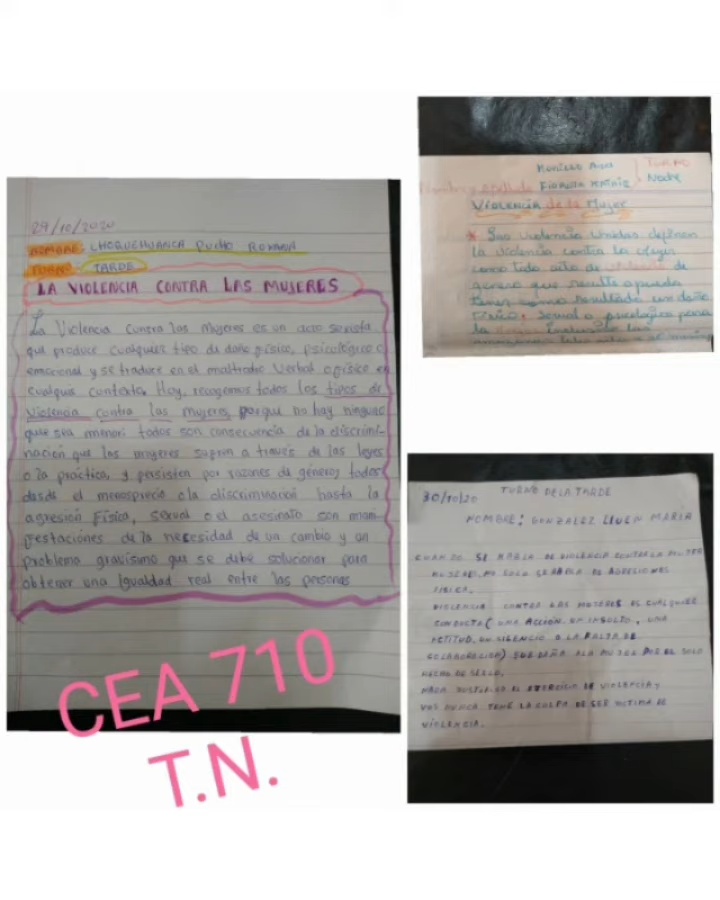 29/10/2020
NOMBRE: CHOQUEHUANCA PUCHO ROXANA
TURNO: TARDE
LA VIOLENCIA CONTRA LAS MUJERES
La Violencia Contra las mujeres es un acto sexista
que produce cualquier tipo de daño físico, psicológico o
emocional y se traduce en el maltrato verbal o físico en
cualquier contexto. Hoy, recogemos todos los tipos de
violencia contra las mujeres, porque no hay ninguno
que sea menor: todos son consecuencia de la discrimi-
nación que las mujeres sufren a través de las leyes
o la práctica, y persisten por razones de género, todos
desde el menosprecio o la discriminación hasta la
agresión Física, sexual o el asesinato son mani
festaciones de la necesidad de un cambio y un
problema gravísimo que se debe solucionar para
obtener una igualdad real entre las personas
CEA 710
T.N.
TURNO
Nombre y apellido FIORELLA Noche
VIOLENCIA de la Mujer
* Las Unidas definen
la violencia contra la Mujer
como todo acto de de
género que resulte o pueda
tener como resultado un daño
Físico, Sexual o psicológico para
la
30/10/20 TURNO DE LA TARDE
NOMBRE: GONZALEZ MARIA
CUANDO SE HABLA DE VIOLENCIA CONTRA LA MUJER
MUJERES, NO SOLO SE HABLA DE AGRESIONES
FISICA.
VIOLENCIA CONTRA LAS MUJERES ES CUALQUIER
CONDUCTA (UNA ACCIÓN, UN INSULTO, UNA
ACTITUD, UN SILENCIO O LA FALTA DE
COLABORACION) QUE DAÑA A LA MUJER POR EL SOLO
HECHO DE SERLO.
NADA JUSTIFICA EL EJERCICIO DE VIOLENCIA Y
VOS NUNCA TENÉ LA CULPA DE SER VICTIMA DE
VIOLENCIA.